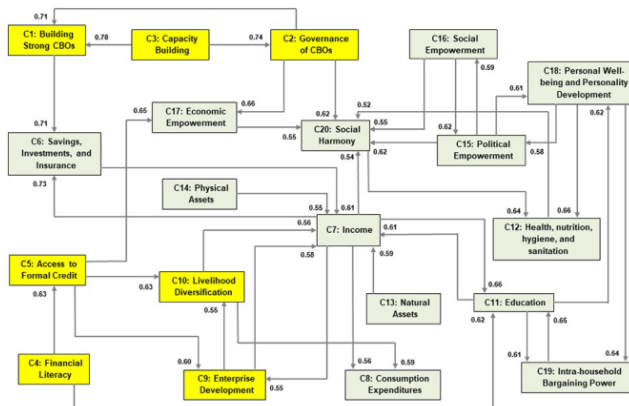 0.71
C1: Building
Strong CBOs
0.78
C3: Capacity
Building
0.74
C2: Governance
of CBOs
C16: Social
Empowerment
0.59
C18: Personal Well-
being and Personality
Development
0.61
0.62
0.65
C17: Economic
Empowerment
0.66
0.55
0.62
0.52
C20: Social
Harmony
0.54
0.55
0.62
0.62
C15: Political
Empowerment
0.58
0.71
C6: Savings,
Investments, and
Insurance
0.73
C14: Physical
Assets
0.55
0.61
0.64
0.66
C12: Health, nutrition,
hygiene, and
sanitation
0.56
C7: Income
0.61
0.58
0.59
C5: Access to
Formal Credit
0.63
0.63
C10: Livelihood
Diversification
0.55
C13: Natural
Assets
0.66
C11: Education
0.62
C4: Financial
Literacy
0.60
C9: Enterprise
Development
0.55
0.56
0.59
C8: Consumption
Expenditures
0.61
0.65
0.64
C19: Intra-household
Bargaining Power